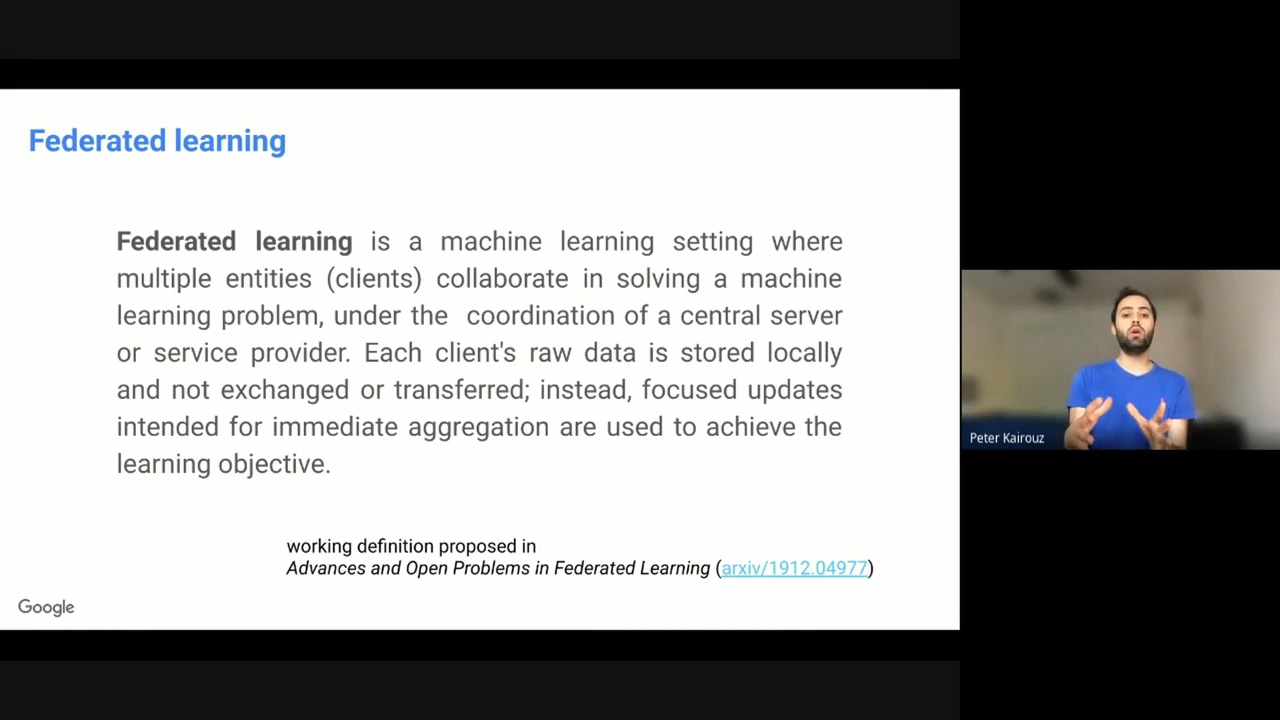 Federated learning
Federated learning is a machine learning setting where
multiple entities (clients) collaborate in solving a machine
learning problem, under the coordination of a central server
or service provider. Each client's raw data is stored locally
and not exchanged or transferred; instead, focused updates
intended for immediate aggregation are used to achieve the
learning objective.
working definition proposed in
Advances and Open Problems in Federated Learning (arxiv/1912.04977)
Google
Peter Kairouz